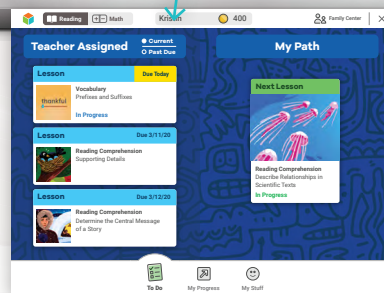 Reading
Math
Kristin
400
Family Center
Teacher Assigned
Current
Past Due
My Path
Lesson
Due Today
thankful
Vocabulary
Prefixes and Suffixes
In Progress
Lesson
Due 3/11/20
Reading Comprehension
Supporting Details
Lesson
Due 3/12/20
Reading Comprehension
Determine the Central Message
of a Story
Next Lesson
Reading Comprehension
Describe Relationships in
Scientific Texts
In Progress
To Do
My Progress
My Stuff